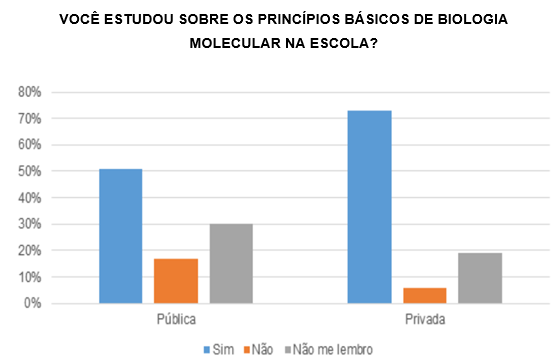 VOCÊ ESTUDOU SOBRE OS PRINCÍPIOS BÁSICOS DE BIOLOGIA
MOLECULAR NA ESCOLA?
80%
70%
60%
50%
40%
30%
20%
10%
0%
Pública Privada
Sim Não Não me lembro